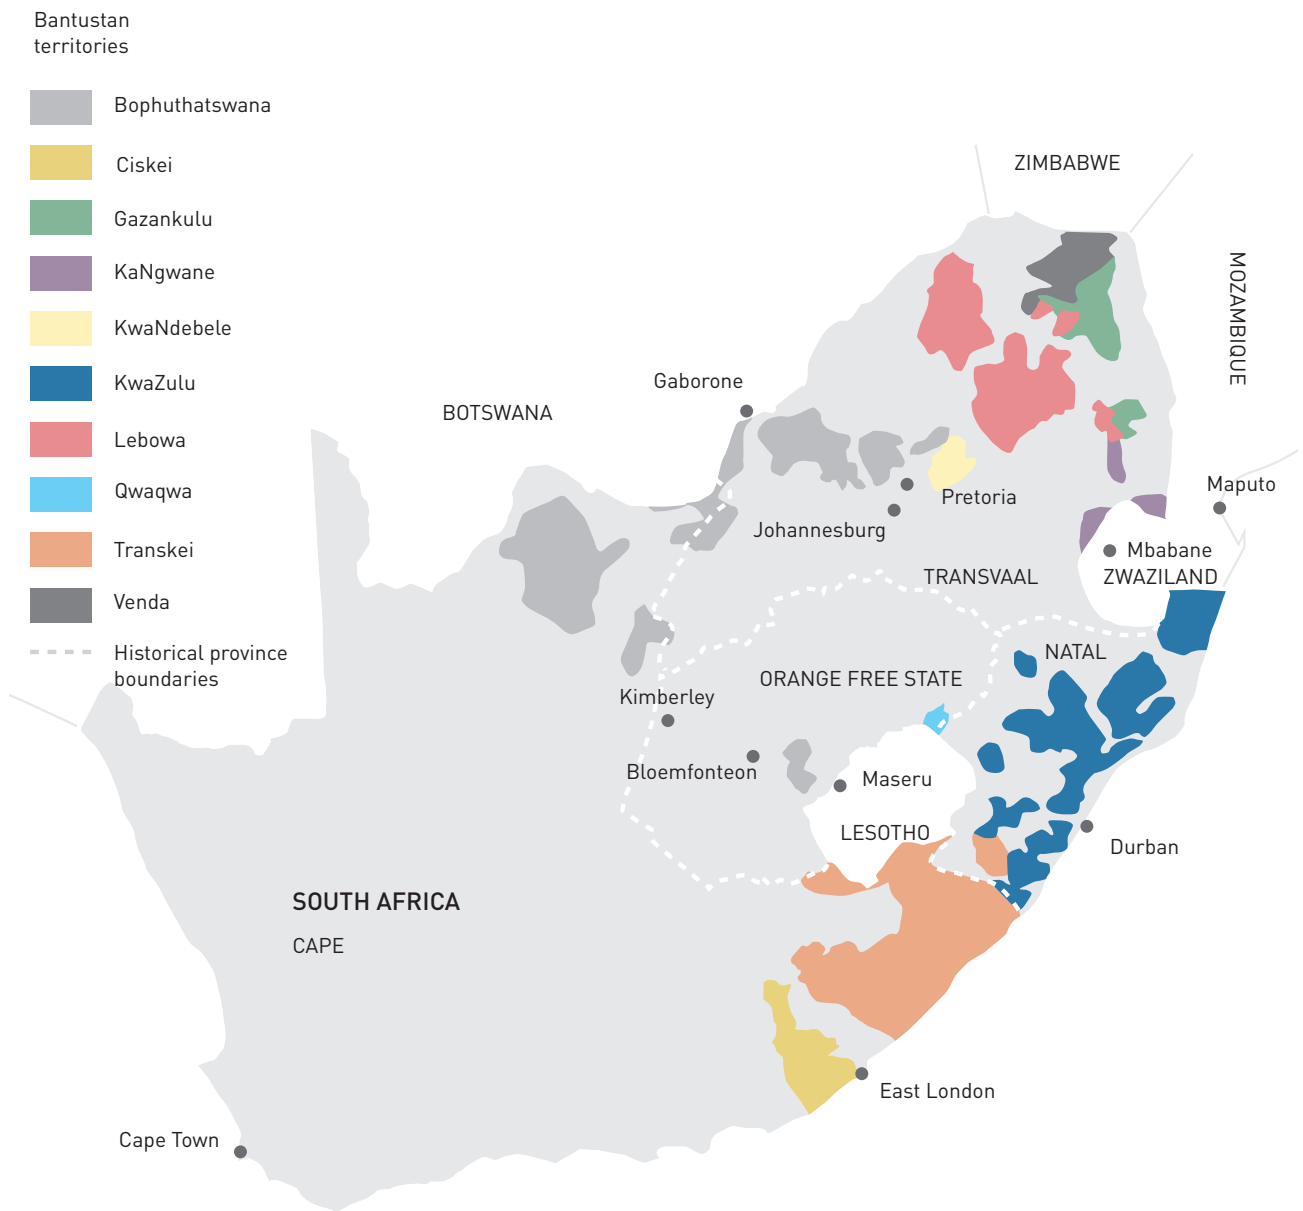 Bantustan
territories
Bophuthatswana
Ciskei
Gazankulu
KaNgwane
KwaNdebele
KwaZulu
Lebowa
Qwaqwa
Transkei
Venda
Historical province
boundaries
ZIMBABWE
MOZAMBIQUE
Gaborone
BOTSWANA
Maputo
Pretoria
Johannesburg
Mbabane
TRANSVAAL
ZWAZILAND
NATAL
ORANGE FREE STATE
Kimberley
Bloemfonteon
Maseru
LESOTHO
Durban
SOUTH AFRICA
CAPE
East London
Cape Town